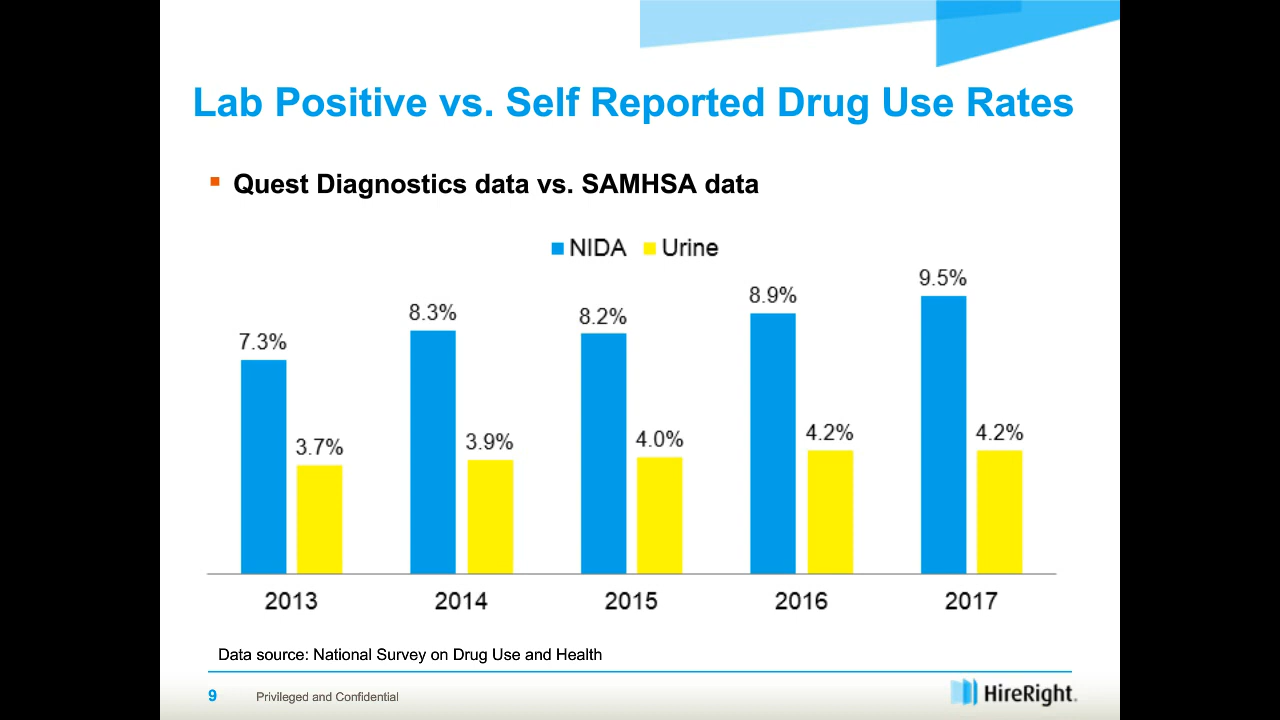 Lab Positive vs. Self Reported Drug Use Rates
▪ Quest Diagnostics data vs. SAMHSA data
NIDA Urine
7.3% 3.7% 8.3% 3.9% 8.2% 4.0% 8.9% 4.2% 9.5% 4.2%
2013 2014 2015 2016 2017
Data source: National Survey on Drug Use and Health
9 Privileged and Confidential HireRight.